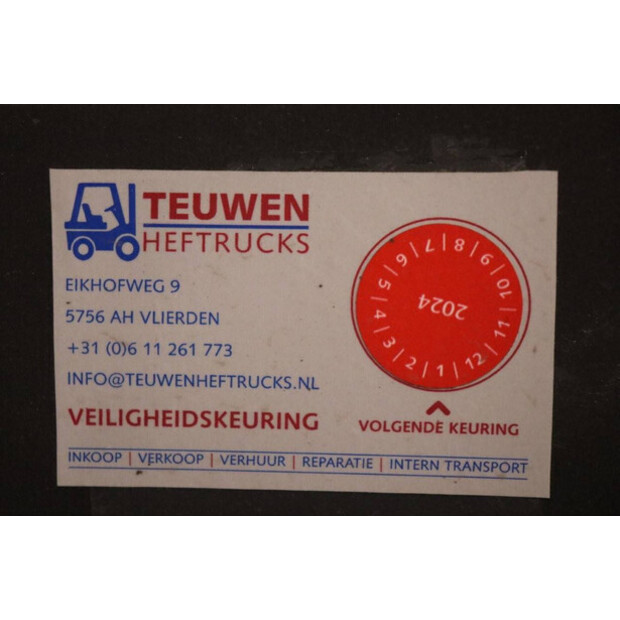 TEUWEN
HEFTRUCKS
EIKHOFWEG 9
5756 AH VLIERDEN
+31 (0)6 11 261 773
INFO@TEUWENHEFTRUCKS.NL
VEILIGHEIDSKEURING
1 | 2 | 3 | 4 | 5 | 6 | 7 | 8 | 9 | 10 | 11 | 12 |
2024
VOLGENDE KEURING
INKOOP | VERKOOP | VERHUUR | REPARATIE | INTERN TRANSPORT